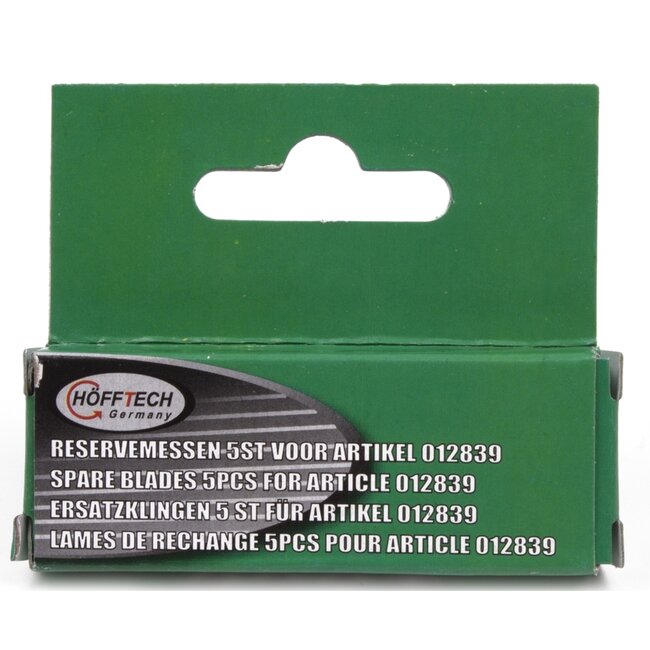 HÖFFTECH
Germany
RESERVEMESSEN 5ST VOOR ARTIKEL 012839
SPARE BLADES 5PCS FOR ARTICLE 012839
ERSATZKLINGEN 5 ST FÜR ARTIKEL 012839
LAMES DE RECHANGE 5PCS POUR ARTICLE 012839